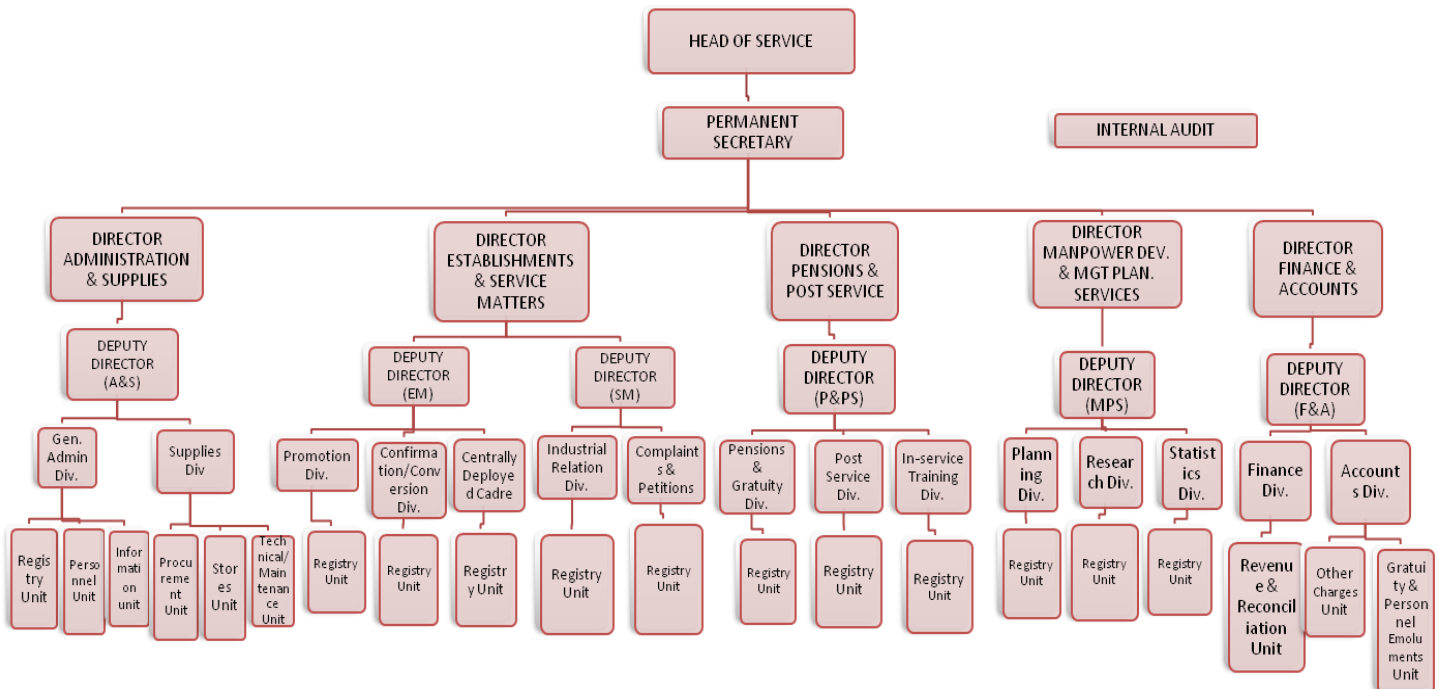 HEAD OF SERVICE
PERMANENT
SECRETARY
INTERNAL AUDIT
DIRECTOR
ADMINISTRATION
& SUPPLIES
DIRECTOR
ESTABLISHMENTS
& SERVICE
MATTERS
DIRECTOR
PENSIONS &
POST SERVICE
DIRECTOR
MANPOWER DEV.
& MGT PLAN.
SERVICES
DIRECTOR
FINANCE &
ACCOUNTS
DEPUTY
DIRECTOR
(A&S)
DEPUTY
DIRECTOR
(EM)
DEPUTY
DIRECTOR
(SM)
DEPUTY
DIRECTOR
(P&PS)
DEPUTY
DIRECTOR
(MPS)
DEPUTY
DIRECTOR
(F&A)
Gen.
Admin
Div.
Supplies
Div
Promotion
Div.
Confirma
tion/Conv
ersion
Div.
Centrally
Deploye
d Cadre
Industrial
Relation
Div.
Complaint
s &
Petitions
Pensions
&
Gratuity
Div.
Post
Service
Div.
In-service
Training
Div.
Plann
ing
Div.
Resea
rch Div.
Statist
ics
Div.
Finance
Div.
Account
s Div.
Regis
try
Unit
Perso
nnel
Unit
Infor
mati
on
unit
Procu
reme
nt
Unit
Stor
es
Unit
Tech
nical/
Main
tenan
ce
Unit
Registry
Unit
Registry
Unit
Registr
y Unit
Registry
Unit
Registry
Unit
Registry
Unit
Registry
Unit
Registry
Unit
Registry
Unit
Registry
Unit
Registry
Unit
Revenu
e &
Reconcil
iation
Unit
Other
Charges
Unit
Gratui
ty &
Person
nel
Emolu
ments
Unit